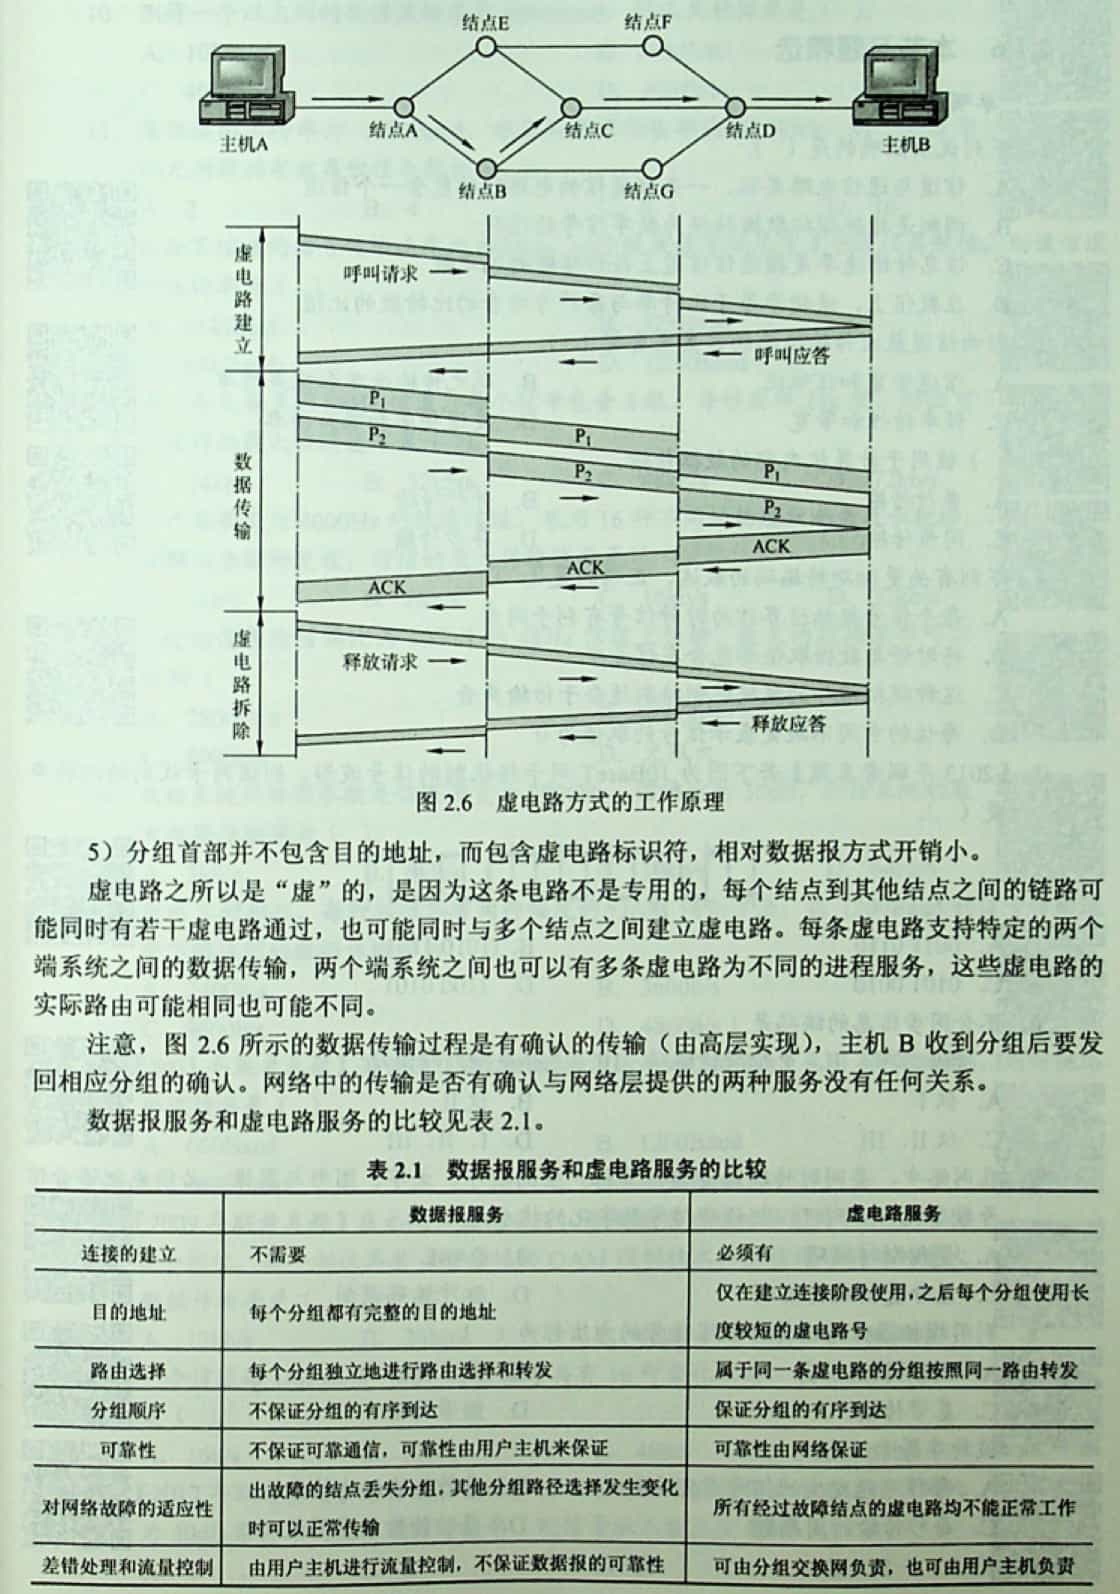 结点E
结点F
主机A
结点A
结点C
结点D
主机B
结点B
结点G
虚电路建立
呼叫请求
呼叫应答
数据传输
P1
P2
P1
P2
P1
P2
ACK
ACK
ACK
虚电路拆除
释放请求
释放应答
图 2.6 虚电路方式的工作原理
5）分组首部并不包含目的地址，而包含虚电路标识符，相对数据报方式开销小。
虚电路之所以是“虚”的，是因为这条电路不是专用的，每个结点到其他结点之间的链路可
能同时有若干虚电路通过，也可能同时与多个结点之间建立虚电路。每条虚电路支持特定的两个
端系统之间的数据传输，两个端系统之间也可以有多条虚电路为不同的进程服务，这些虚电路的
实际路由可能相同也可能不同。
注意，图 2.6 所示的数据传输过程是有确认的传输（由高层实现），主机 B 收到分组后要发
回相应分组的确认。网络中的传输是否有确认与网络层提供的两种服务没有任何关系。
数据报服务和虚电路服务的比较见表 2.1。
表 2.1 数据报服务和虚电路服务的比较
数据报服务 虚电路服务
连接的建立 不需要 必须有
目的地址 每个分组都有完整的目的地址 仅在建立连接阶段使用，之后每个分组使用长
度较短的虚电路号
路由选择 每个分组独立地进行路由选择和转发 属于同一条虚电路的分组按照同一路由转发
分组顺序 不保证分组的有序到达 保证分组的有序到达
可靠性 不保证可靠通信，可靠性由用户主机来保证 可靠性由网络保证
对网络故障的适应性 出故障的结点丢失分组，其他分组路径选择发生变化
时可以正常传输 所有经过故障结点的虚电路均不能正常工作
差错处理和流量控制 由用户主机进行流量控制，不保证数据报的可靠性 可由分组交换网负责，也可由用户主机负责